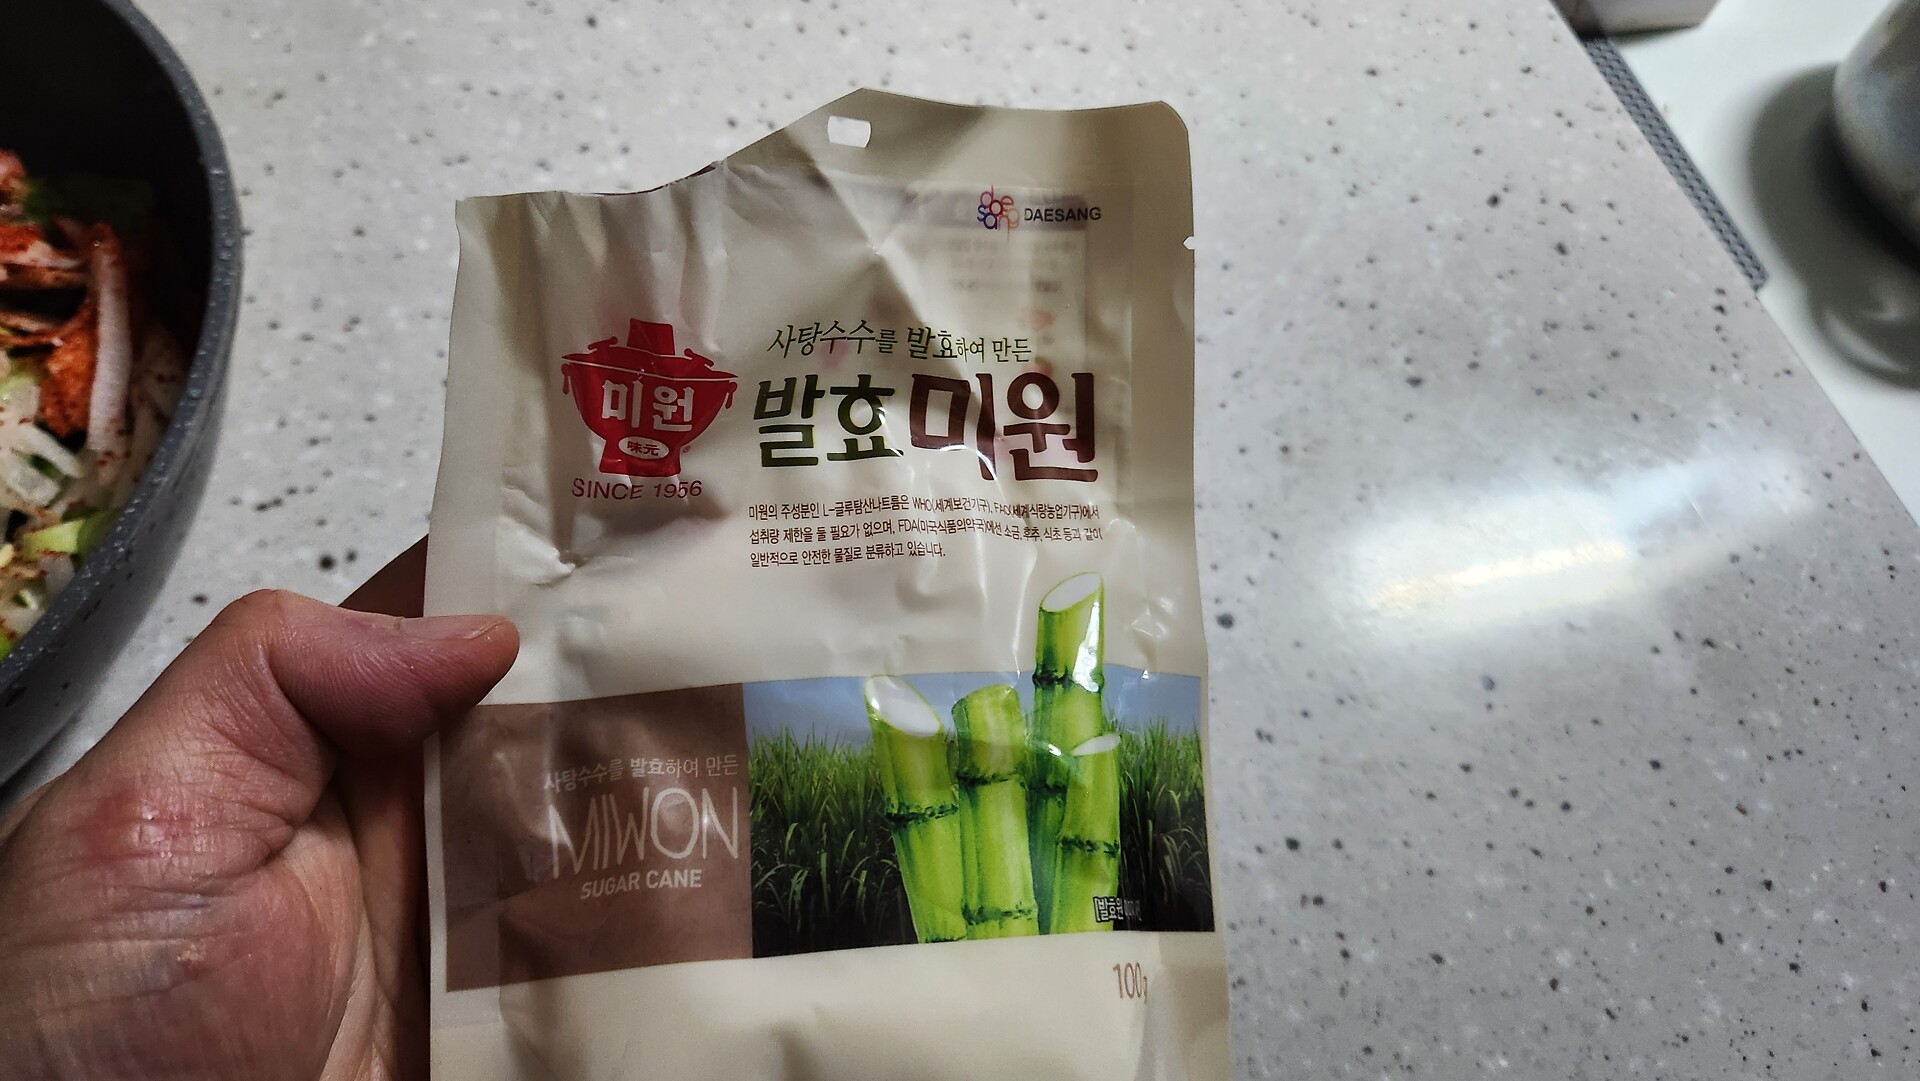 dae
sang DAESANG
사탕수수를 발효하여 만든
미원
味元
SINCE 1956
발효미원
미원의 주성분인 L-글루탐산나트륨은 WHO(세계보건기구), FAO(세계식량농업기구)에서
섭취량 제한을 둘 필요가 없으며, FDA(미국식품의약국)에선 소금, 후추, 식초 등과 같이
일반적으로 안전한 물질로 분류하고 있습니다.
사탕수수를 발효하여 만든
MIWON
SUGAR CANE
100g